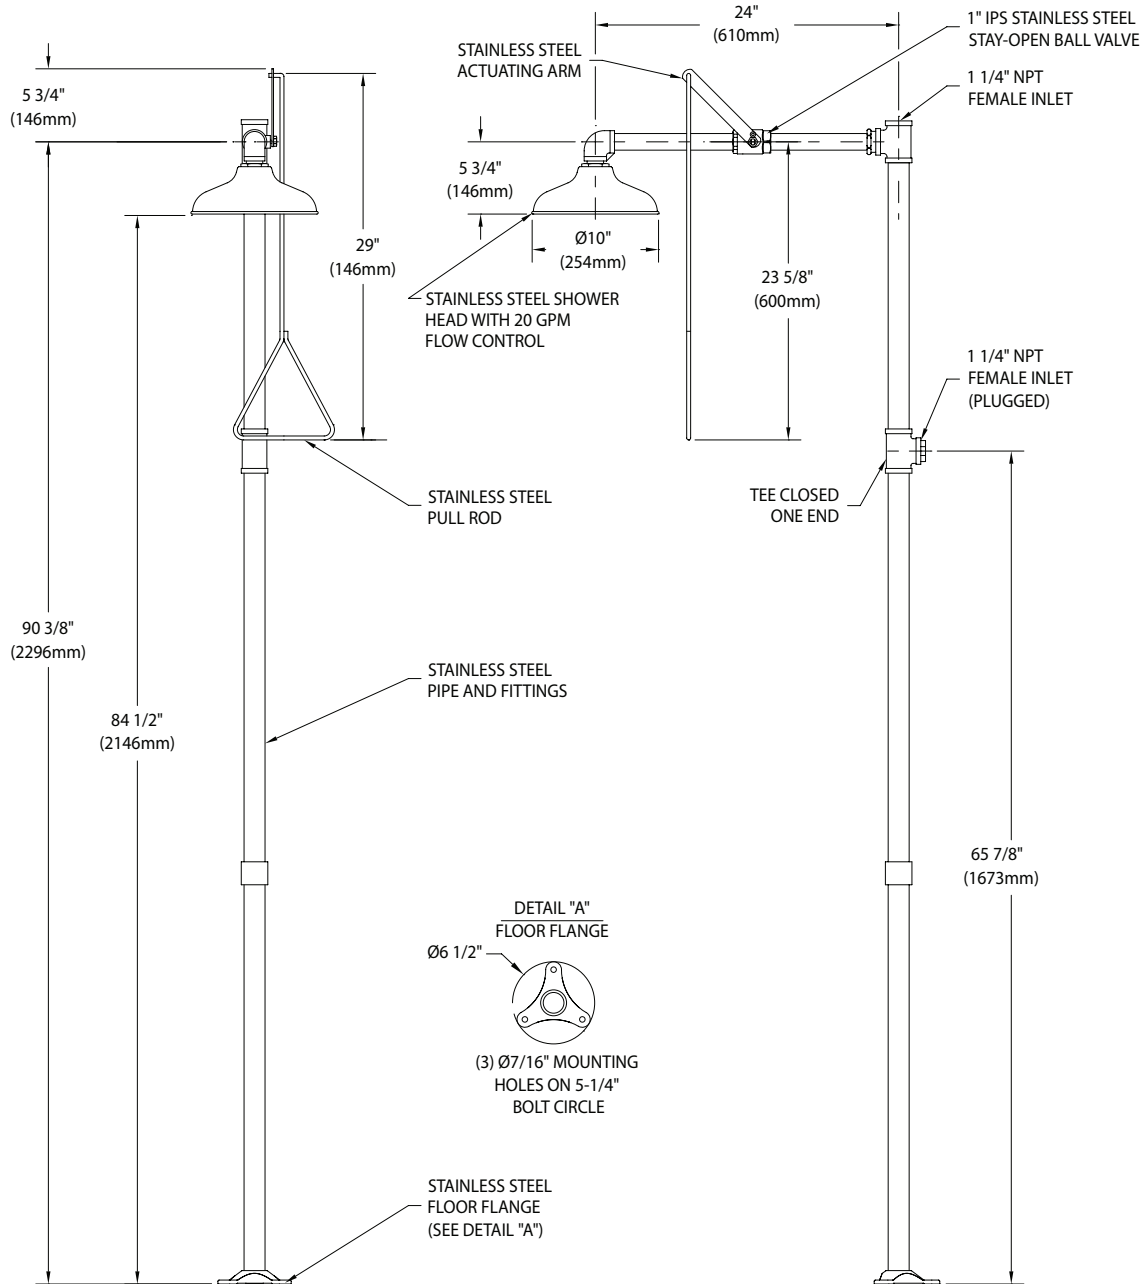 24"
(610mm)
1" IPS STAINLESS STEEL
STAY-OPEN BALL VALVE
STAINLESS STEEL
ACTUATING ARM
1 1/4" NPT
FEMALE INLET
5 3/4"
(146mm)
5 3/4"
(146mm)
Ø10"
(254mm)
29"
(146mm)
23 5/8"
(600mm)
STAINLESS STEEL SHOWER
HEAD WITH 20 GPM
FLOW CONTROL
1 1/4" NPT
FEMALE INLET
(PLUGGED)
STAINLESS STEEL
PULL ROD
TEE CLOSED
ONE END
90 3/8"
(2296mm)
STAINLESS STEEL
PIPE AND FITTINGS
84 1/2"
(2146mm)
65 7/8"
(1673mm)
DETAIL "A"
FLOOR FLANGE
Ø6 1/2"
(3) Ø7/16" MOUNTING
HOLES ON 5-1/4"
BOLT CIRCLE
STAINLESS STEEL
FLOOR FLANGE
(SEE DETAIL "A")